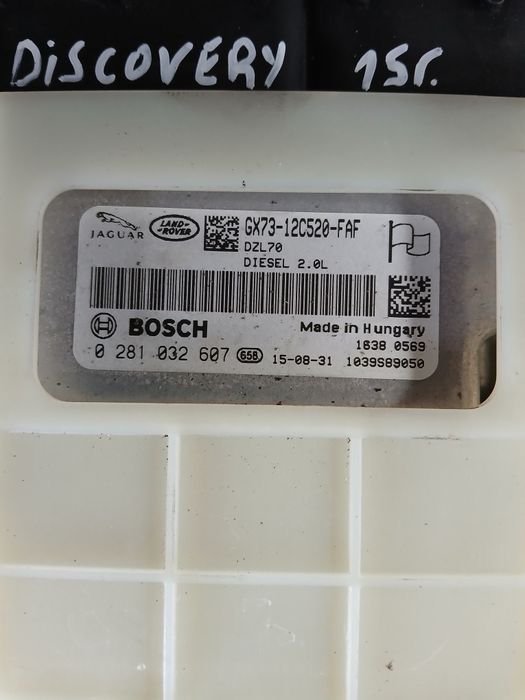 DiSCOVERY 15г.
JAGUAR
LAND-ROVER
GX73-12C520-FAF
DZL70
DIESEL 2.0L
BOSCH
Made in Hungary
1638 0569
0 281 032 607 658 15-08-31 1039S89050